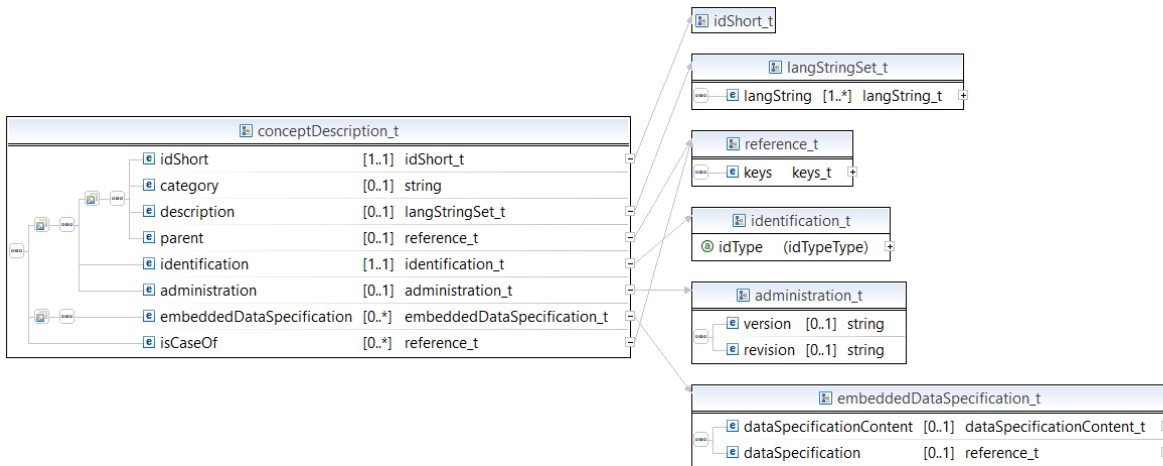 idShort_t
langStringSet_t
langString [1..*] langString_t
conceptDescription_t
idShort [1..1] idShort_t
category [0..1] string
description [0..1] langStringSet_t
parent [0..1] reference_t
identification [1..1] identification_t
administration [0..1] administration_t
embeddedDataSpecification [0..*] embeddedDataSpecification_t
isCaseOf [0..*] reference_t
reference_t
keys keys_t
identification_t
idType (idTypeType)
administration_t
version [0..1] string
revision [0..1] string
embeddedDataSpecification_t
dataSpecificationContent [0..1] dataSpecificationContent_t
dataSpecification [0..1] reference_t